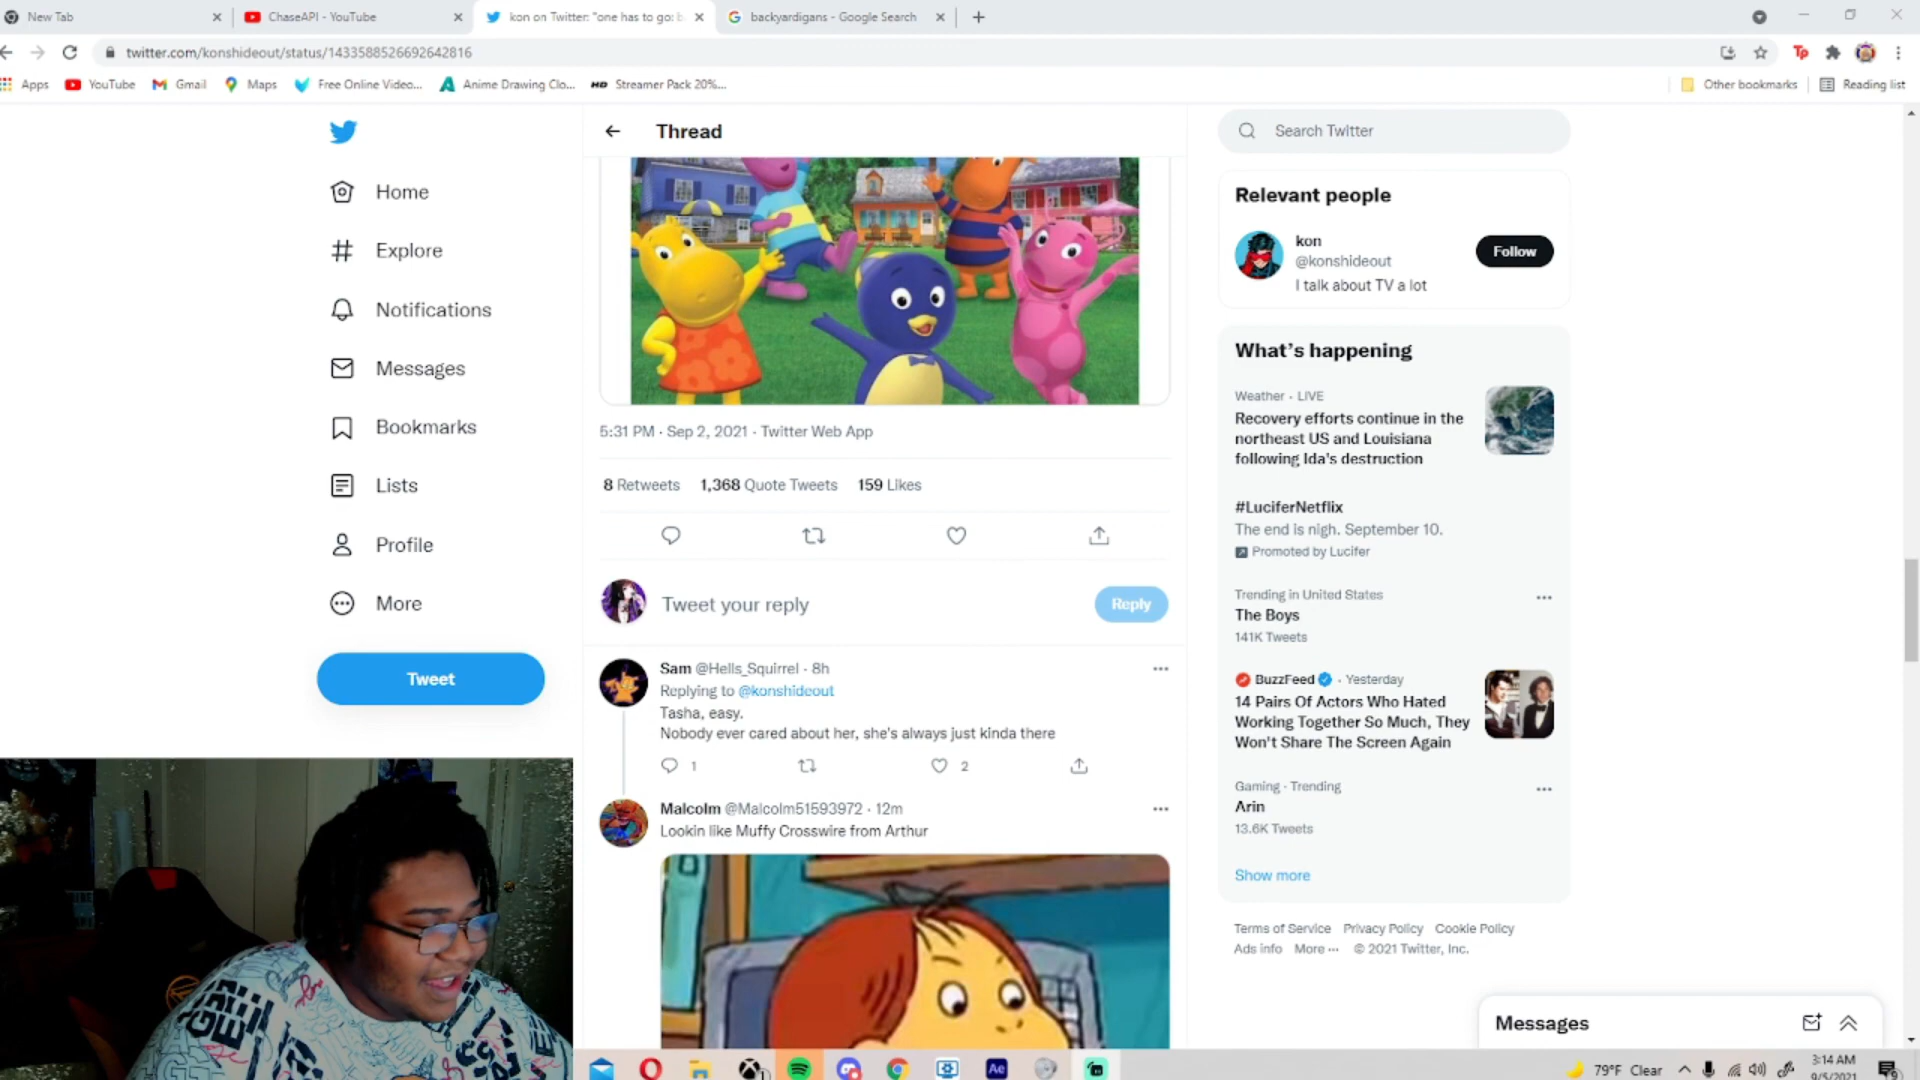 New Tab
ChaseAPI - YouTube
kon on Twitter: "one has to go: b
backyardigans - Google Search
twitter.com/konshideout/status/1433588526692642816
Apps
YouTube
Gmail
Maps
Free Online Video...
Anime Drawing Clo...
Streamer Pack 20%...
Other bookmarks
Reading list
Home
Explore
Notifications
Messages
Bookmarks
Lists
Profile
More
Tweet
Thread
5:31 PM · Sep 2, 2021 · Twitter Web App
8 Retweets 1,368 Quote Tweets 159 Likes
Tweet your reply
Reply
Sam @Hells_Squirrel · 8h
Replying to @konshideout
Tasha, easy.
Nobody ever cared about her, she's always just kinda there
1
2
Malcolm @Malcolm51593972 · 12m
Lookin like Muffy Crosswire from Arthur
Search Twitter
Relevant people
kon
@konshideout
Follow
I talk about TV a lot
What's happening
Weather · LIVE
Recovery efforts continue in the
northeast US and Louisiana
following Ida's destruction
#LuciferNetflix
The end is nigh. September 10.
Promoted by Lucifer
Trending in United States
The Boys
141K Tweets
BuzzFeed · Yesterday
14 Pairs Of Actors Who Hated
Working Together So Much, They
Won't Share The Screen Again
Gaming · Trending
Arin
13.6K Tweets
Show more
Terms of Service Privacy Policy Cookie Policy
Ads info More ··· © 2021 Twitter, Inc.
Messages
Ae
79°F Clear
3:14 AM
9/5/2021